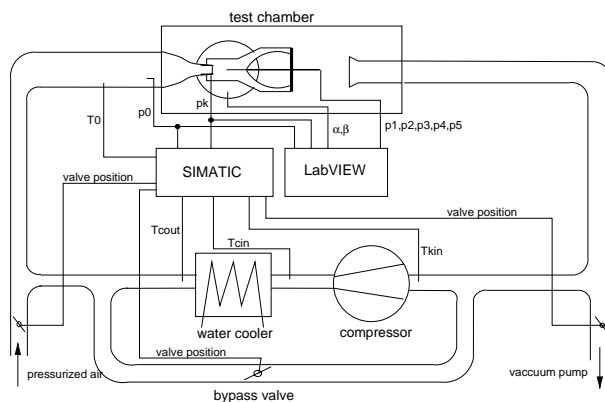 test chamber
T0
p0
pk
α,β
p1,p2,p3,p4,p5
SIMATIC
LabVIEW
valve position
valve position
Tcout
Tcin
Tkin
water cooler
compressor
valve position
pressurized air
vaccuum pump
bypass valve